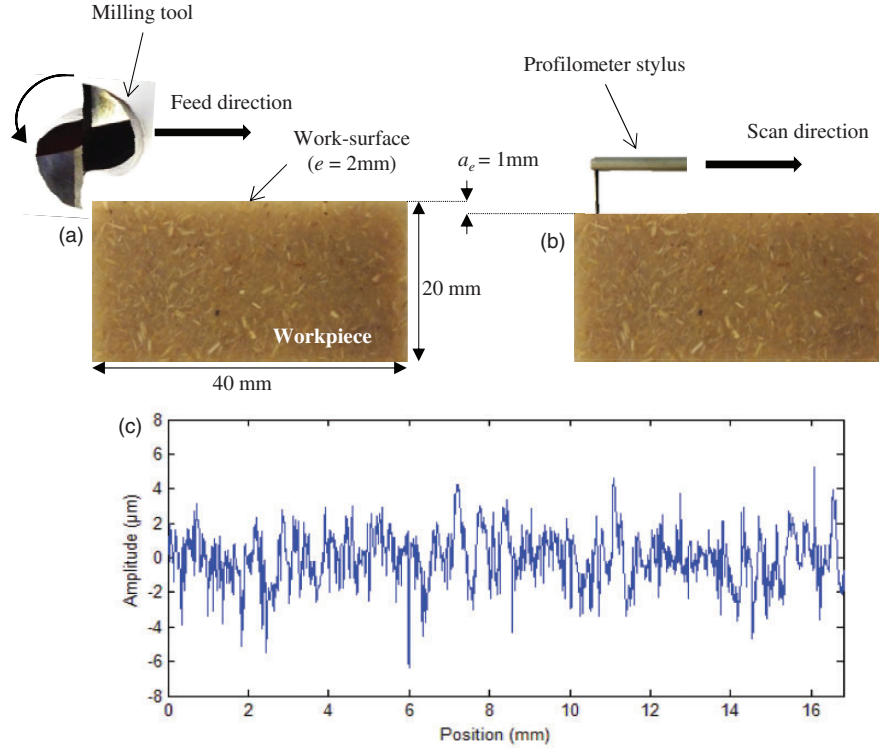 Milling tool
Feed direction
Work-surface
(e = 2mm)
(a)
Workpiece
20 mm
40 mm
Profilometer stylus
a_e = 1mm
Scan direction
(b)
(c)
8
6
4
2
0
-2
-4
-6
-8
Amplitude (µm)
0 2 4 6 8 10 12 14 16
Position (mm)